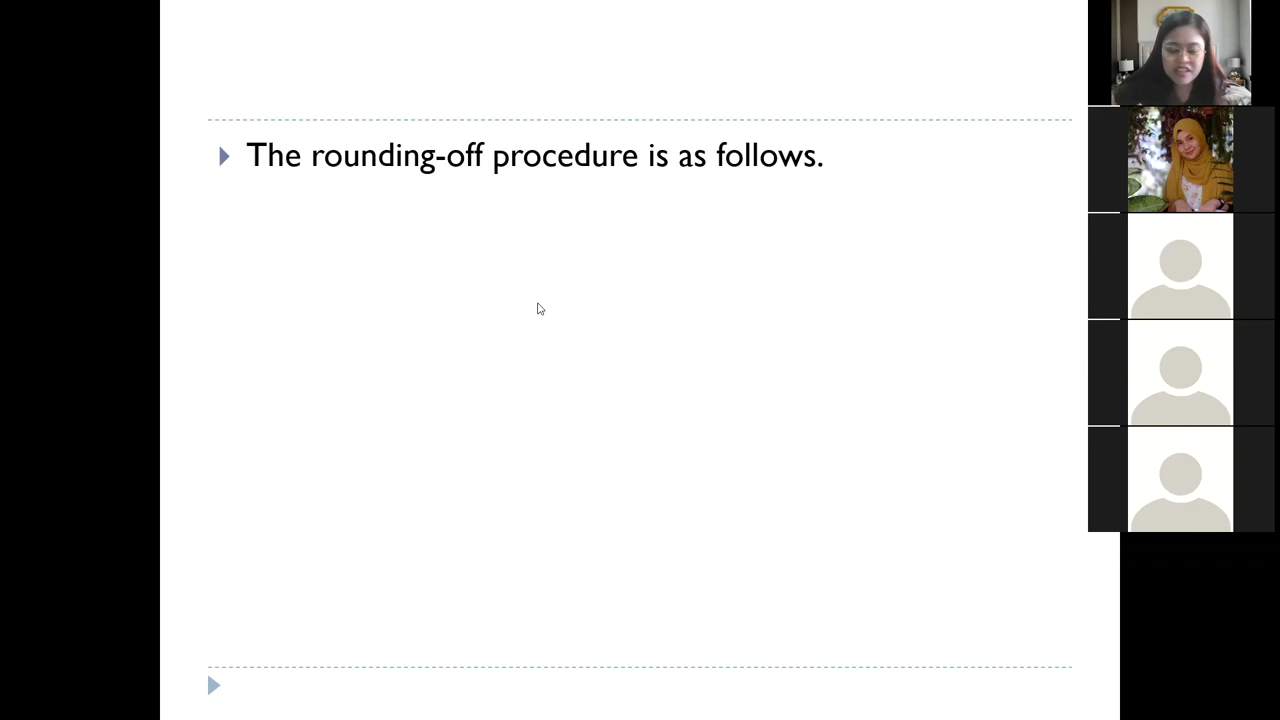 The rounding-off procedure is as follows.